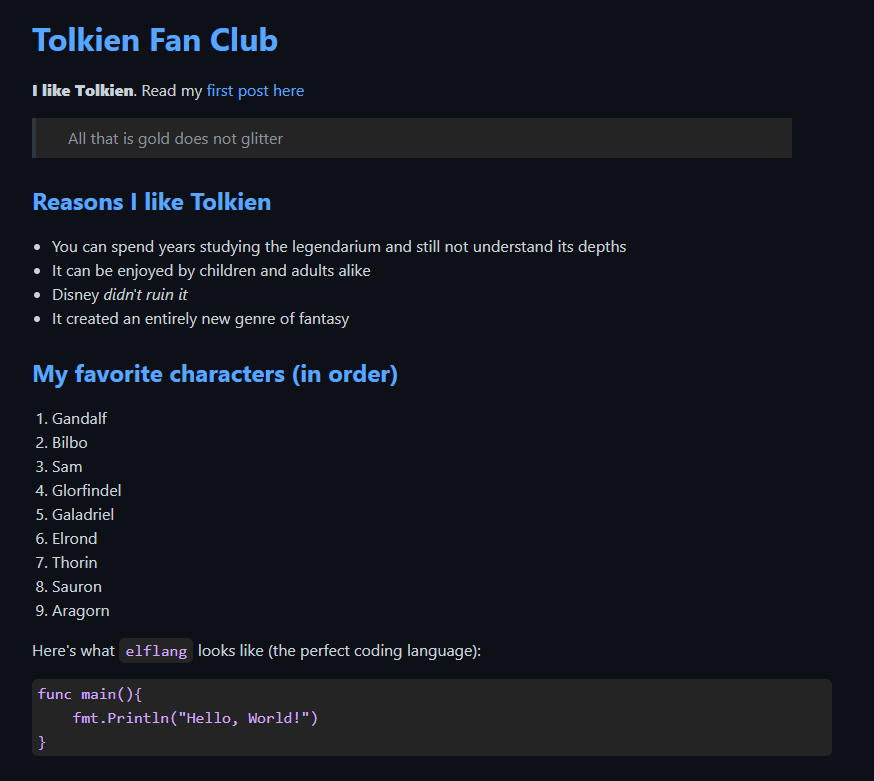 Tolkien Fan Club
I like Tolkien. Read my first post here
All that is gold does not glitter
Reasons I like Tolkien
• You can spend years studying the legendarium and still not understand its depths
• It can be enjoyed by children and adults alike
• Disney didn't ruin it
• It created an entirely new genre of fantasy
My favorite characters (in order)
1. Gandalf
2. Bilbo
3. Sam
4. Glorfindel
5. Galadriel
6. Elrond
7. Thorin
8. Sauron
9. Aragorn
Here's what elflang looks like (the perfect coding language):
func main(){
    fmt.Println("Hello, World!")
}